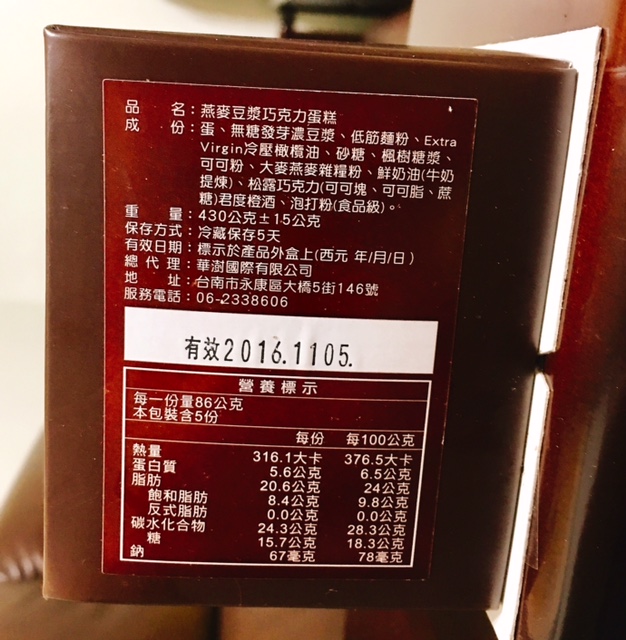 品　　名：燕麥豆漿巧克力蛋糕
成　　份：蛋、無糖發芽濃豆漿、低筋麵粉、Extra
Virgin冷壓橄欖油、砂糖、楓樹糖漿、
可可粉、大麥燕麥雜糧粉、鮮奶油(牛奶
提煉)、松露巧克力(可可塊、可可脂、蔗
糖)君度橙酒、泡打粉(食品級)。
重　　量：430公克±15公克
保存方式：冷藏保存5天
有效日期：標示於產品外盒上(西元 年/月/日)
總 代 理：華澍國際有限公司
地　　址：台南市永康區大橋5街146號
服務電話：06-2338606
有效2016.1105.
營養標示
每一份量86公克
本包裝含5份
每份 每100公克
熱量 316.1大卡 376.5大卡
蛋白質 5.6公克 6.5公克
脂肪 20.6公克 24公克
飽和脂肪 8.4公克 9.8公克
反式脂肪 0.0公克 0.0公克
碳水化合物 24.3公克 28.3公克
糖 15.7公克 18.3公克
鈉 67毫克 78毫克